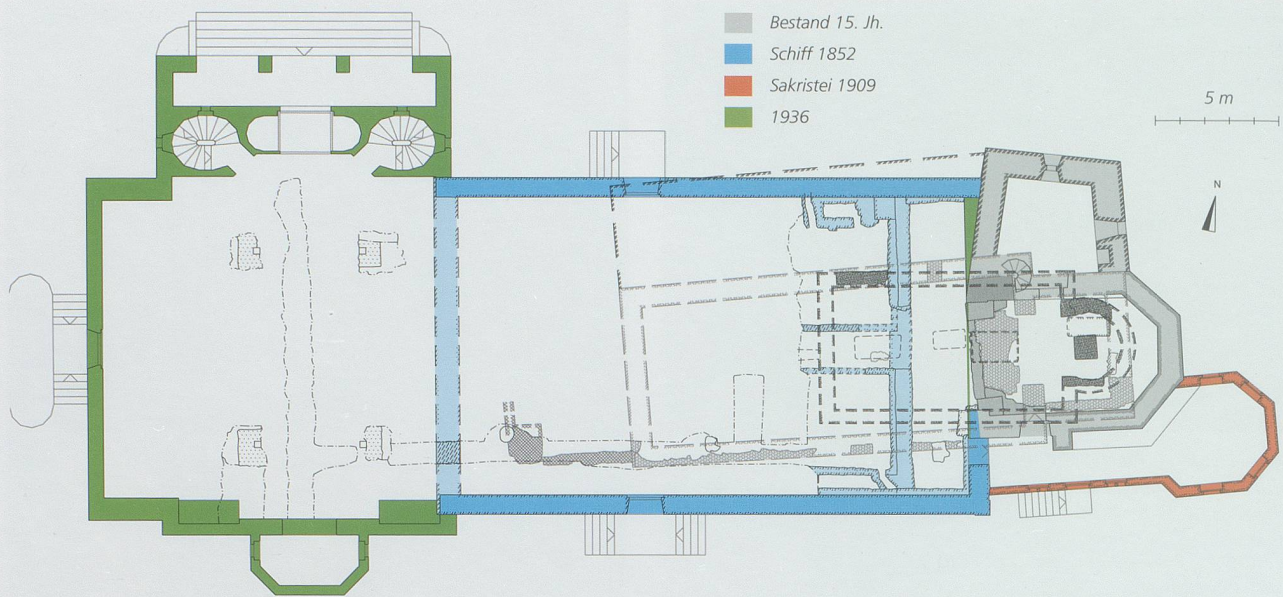 Bestand 15. Jh.
Schiff 1852
Sakristei 1909
1936
5 m
N